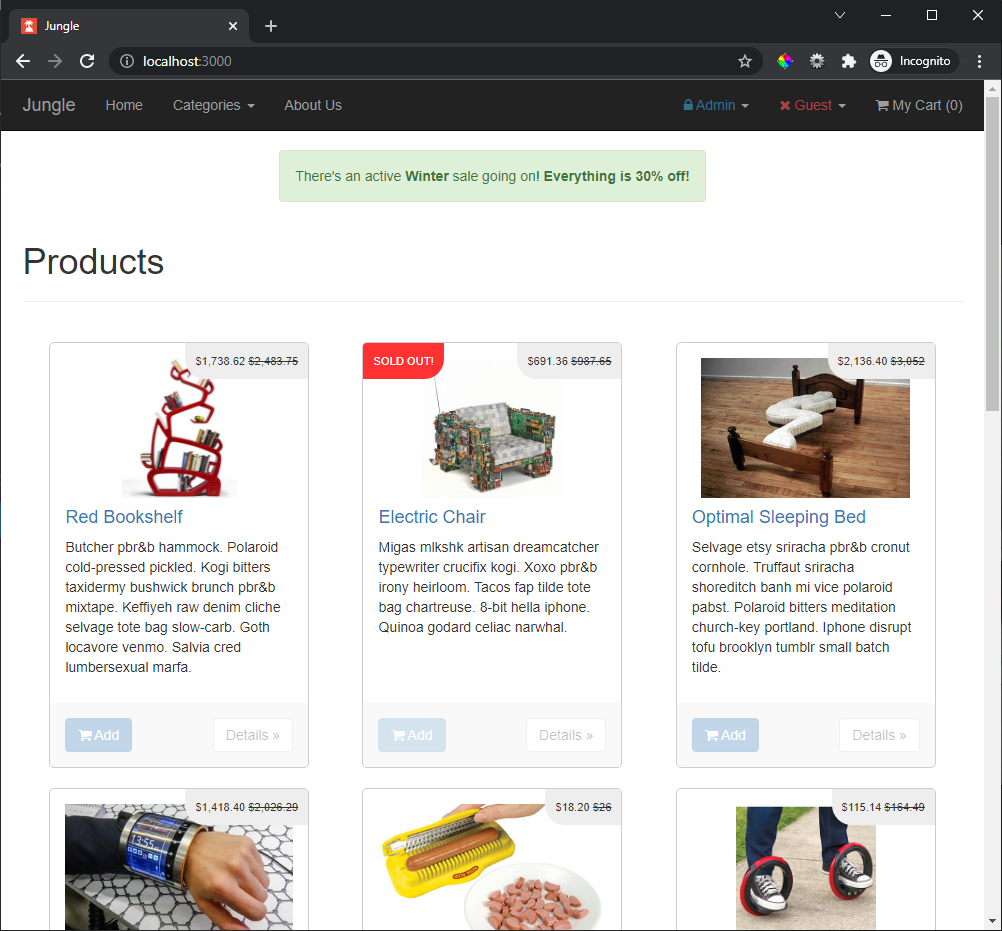 Jungle
localhost:3000
Incognito
Jungle Home Categories About Us Admin Guest My Cart (0)
There's an active Winter sale going on! Everything is 30% off!
Products
$1,738.62 $2,483.75
Red Bookshelf
Butcher pbr&b hammock. Polaroid
cold-pressed pickled. Kogi bitters
taxidermy bushwick brunch pbr&b
mixtape. Keffiyeh raw denim cliche
selvage tote bag slow-carb. Goth
locavore venmo. Salvia cred
lumbersexual marfa.
Add Details »
SOLD OUT! $691.36 $987.65
Electric Chair
Migas mlkshk artisan dreamcatcher
typewriter crucifix kogi. Xoxo pbr&b
irony heirloom. Tacos fap tilde tote
bag chartreuse. 8-bit hella iphone.
Quinoa godard celiac narwhal.
Add Details »
$2,136.40 $3,052
Optimal Sleeping Bed
Selvage etsy sriracha pbr&b cronut
cornhole. Truffaut sriracha
shoreditch banh mi vice polaroid
pabst. Polaroid bitters meditation
church-key portland. Iphone disrupt
tofu brooklyn tumblr small batch
tilde.
Add Details »
$1,418.40 $2,026.29
13:55
$18.20 $26
$115.14 $164.49